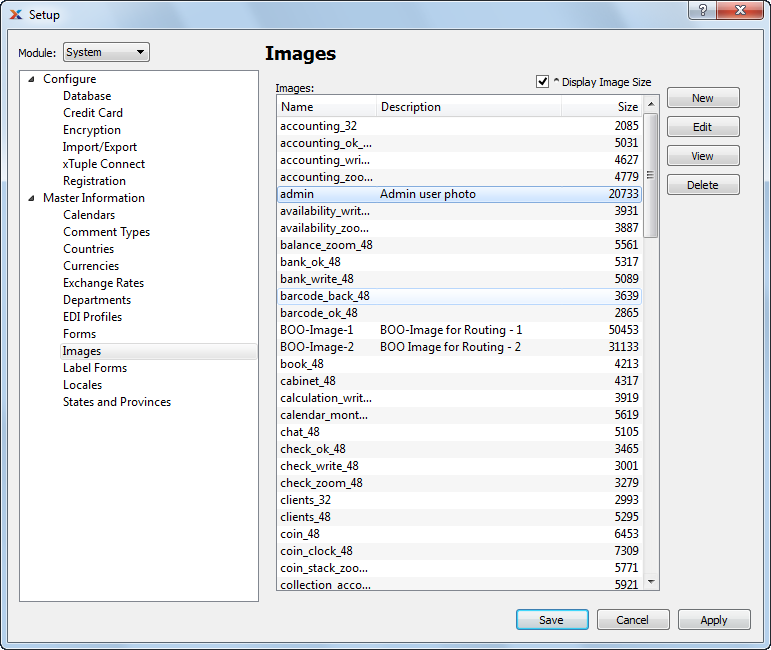 Setup
Module: System
Images
Configure
Database
Credit Card
Encryption
Import/Export
xTuple Connect
Registration
Master Information
Calendars
Comment Types
Countries
Currencies
Exchange Rates
Departments
EDI Profiles
Forms
Images
Label Forms
Locales
States and Provinces
Images:
^ Display Image Size
Name Description Size
accounting_32 2085
accounting_ok_... 5031
accounting_wri... 4627
accounting_zoo... 4779
admin Admin user photo 20733
availability_writ... 3931
availability_zoo... 3887
balance_zoom_48 5561
bank_ok_48 5317
bank_write_48 5089
barcode_back_48 3639
barcode_ok_48 2865
BOO-Image-1 BOO-Image for Routing - 1 50453
BOO-Image-2 BOO Image for Routing - 2 31133
book_48 4213
cabinet_48 4317
calculation_writ... 3919
calendar_mont... 5619
chat_48 5105
check_ok_48 3465
check_write_48 3001
check_zoom_48 3279
clients_32 2993
clients_48 5295
coin_48 6453
coin_clock_48 7309
coin_stack_zoo... 5771
collection_acco... 5921
New
Edit
View
Delete
Save Cancel Apply